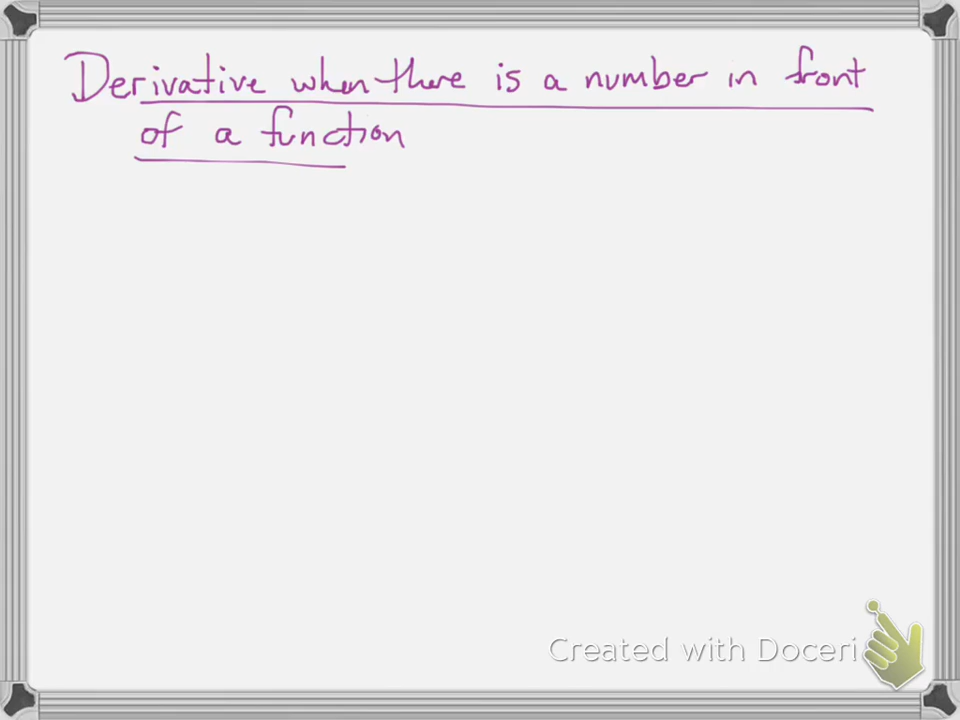 Derivative when there is a number in front
of a function
Created with Doceri